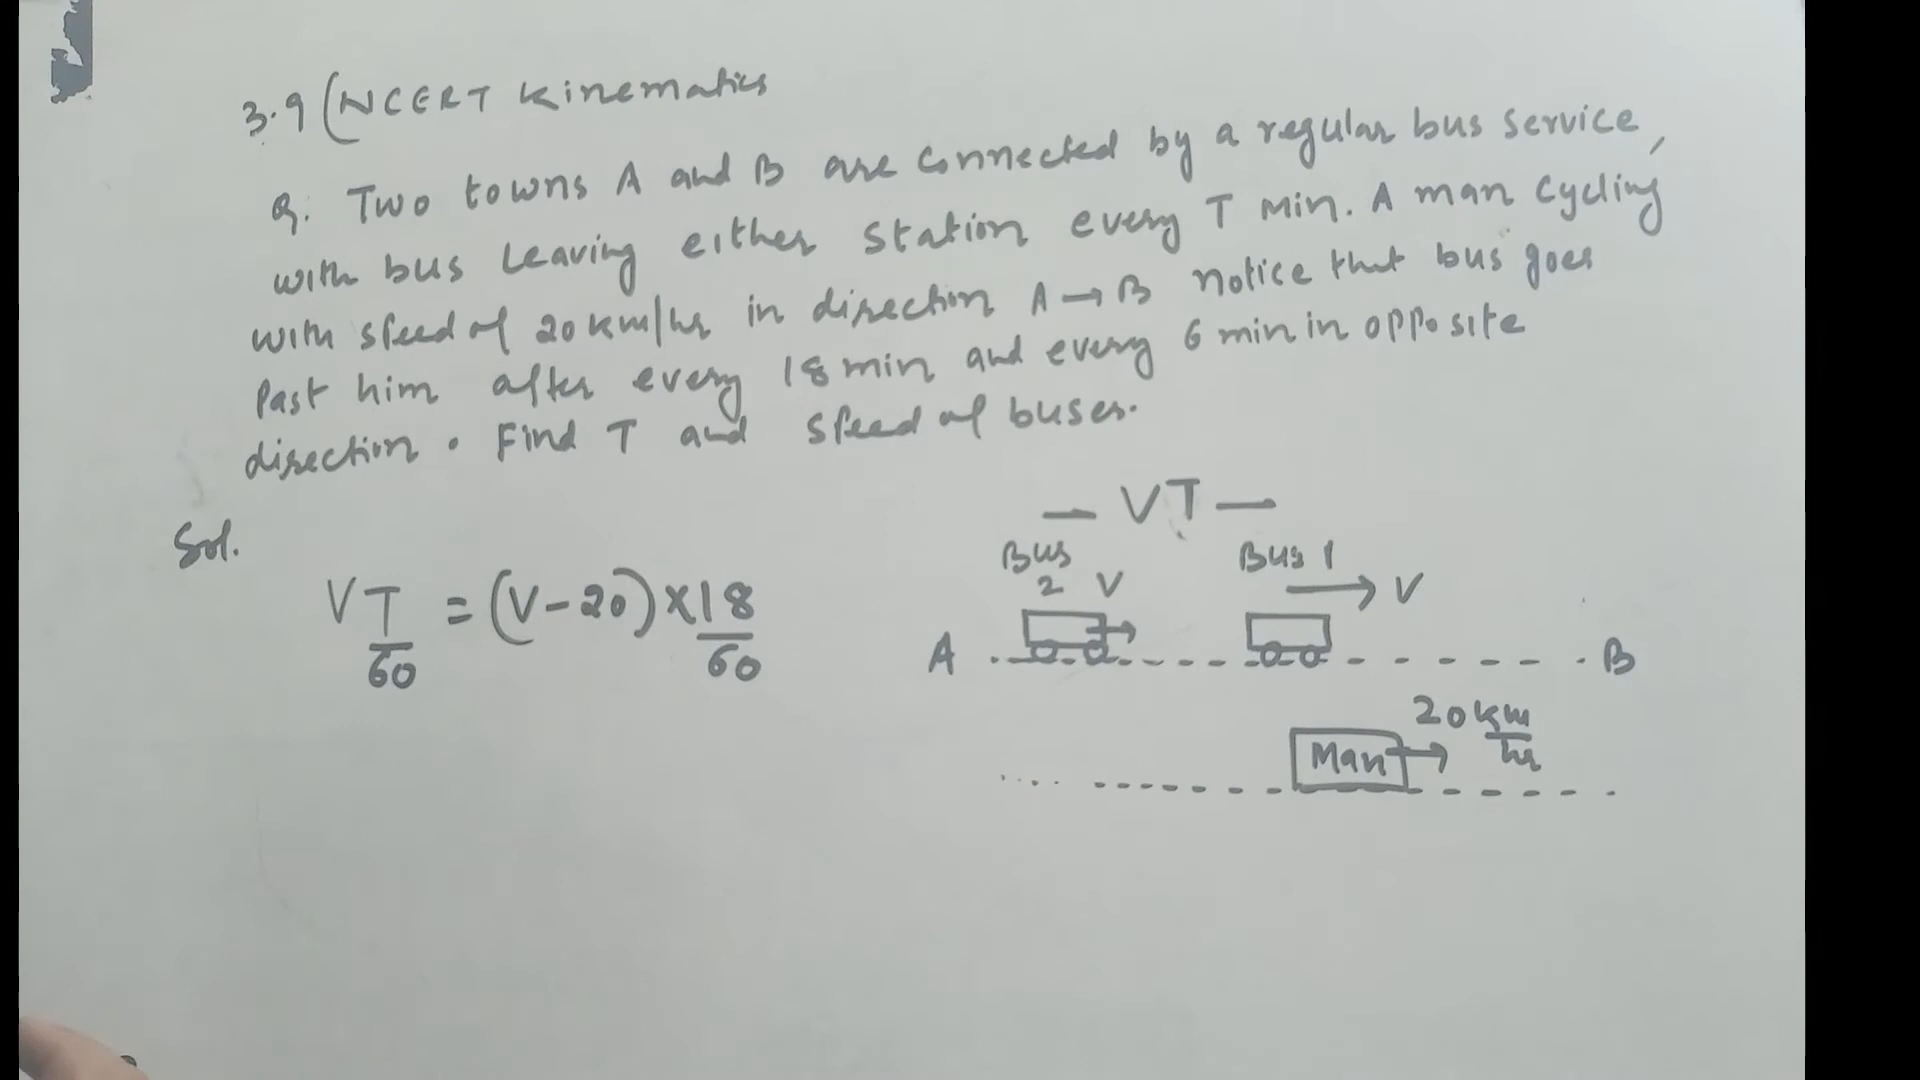 3.9 (NCERT Kinematics
Q. Two towns A and B are connected by a regular bus service,
with bus leaving either station every T min. A man cycling
with speed of 20 km/hr in direction A → B notice that bus goes
past him after every 18 min and every 6 min in opposite
direction. Find T and speed of buses.
Sol.
V T/60 = (V-20) × 18/60
— VT —
Bus 2 V
Bus 1 → V
A B
20 km/hr
Man